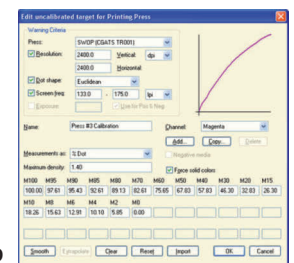 Edit uncalibrated target for Printing Press
Warning Criteria
Press: SWOP (CGATS TR001)
Resolution: 2400.0 Vertical: dpi
2400.0 Horizontal:
Dot shape: Euclidean
Screen freq: 133.0 - 175.0 lpi
Exposure Use for Pos & Neg
Name: Press #3 Calibration Channel: Magenta
Add... Copy... Delete
Measurements as: % Dot Negative media
Maximum density: 1.40 Force solid colors
M100 M98 M96 M94 M90 M80 M70 M60 M50 M40 M30 M20 M15
100.00 97.61 95.43 92.61 89.13 82.61 75.65 67.83 57.83 46.30 32.83 26.30
M10 M8 M6 M4 M2 M0
18.26 15.63 12.91 10.10 5.85 0.00
Smooth Extrapolate Clear Reset Import OK Cancel